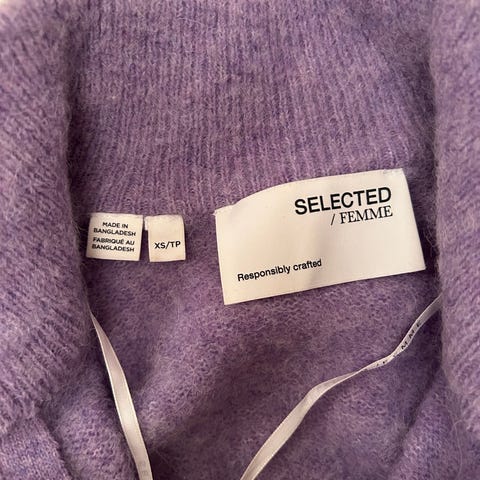 MADE IN
BANGLADESH
FABRIQUÉ AU
BANGLADESH
XS/TP
SELECTED
/ FEMME
Responsibly crafted